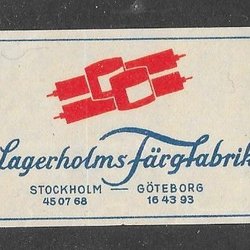 Lagerholms Färgfabrik
STOCKHOLM — GÖTEBORG
45 07 68 16 43 93